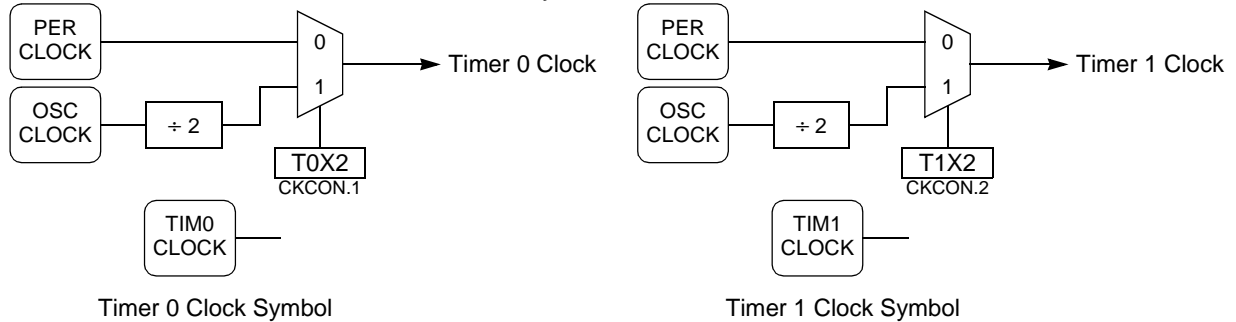 PER
CLOCK
0
1
Timer 0 Clock
OSC
CLOCK
÷ 2
T0X2
CKCON.1
TIM0
CLOCK
Timer 0 Clock Symbol
PER
CLOCK
0
1
Timer 1 Clock
OSC
CLOCK
÷ 2
T1X2
CKCON.2
TIM1
CLOCK
Timer 1 Clock Symbol